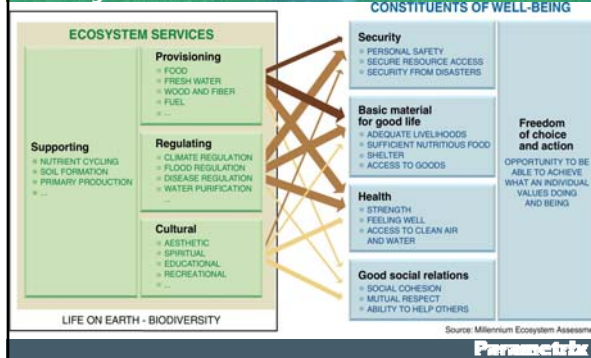 CONSTITUENTS OF WELL-BEING
ECOSYSTEM SERVICES
Supporting
NUTRIENT CYCLING
SOIL FORMATION
PRIMARY PRODUCTION
...
Provisioning
FOOD
FRESH WATER
WOOD AND FIBER
FUEL
...
Regulating
CLIMATE REGULATION
FLOOD REGULATION
DISEASE REGULATION
WATER PURIFICATION
...
Cultural
AESTHETIC
SPIRITUAL
EDUCATIONAL
RECREATIONAL
...
LIFE ON EARTH - BIODIVERSITY
Security
PERSONAL SAFETY
SECURE RESOURCE ACCESS
SECURITY FROM DISASTERS
Basic material
for good life
ADEQUATE LIVELIHOODS
SUFFICIENT NUTRITIOUS FOOD
SHELTER
ACCESS TO GOODS
Health
STRENGTH
FEELING WELL
ACCESS TO CLEAN AIR
AND WATER
Good social relations
SOCIAL COHESION
MUTUAL RESPECT
ABILITY TO HELP OTHERS
Freedom
of choice
and action
OPPORTUNITY TO BE
ABLE TO ACHIEVE
WHAT AN INDIVIDUAL
VALUES DOING
AND BEING
Source: Millennium Ecosystem Assessme
Parametrix